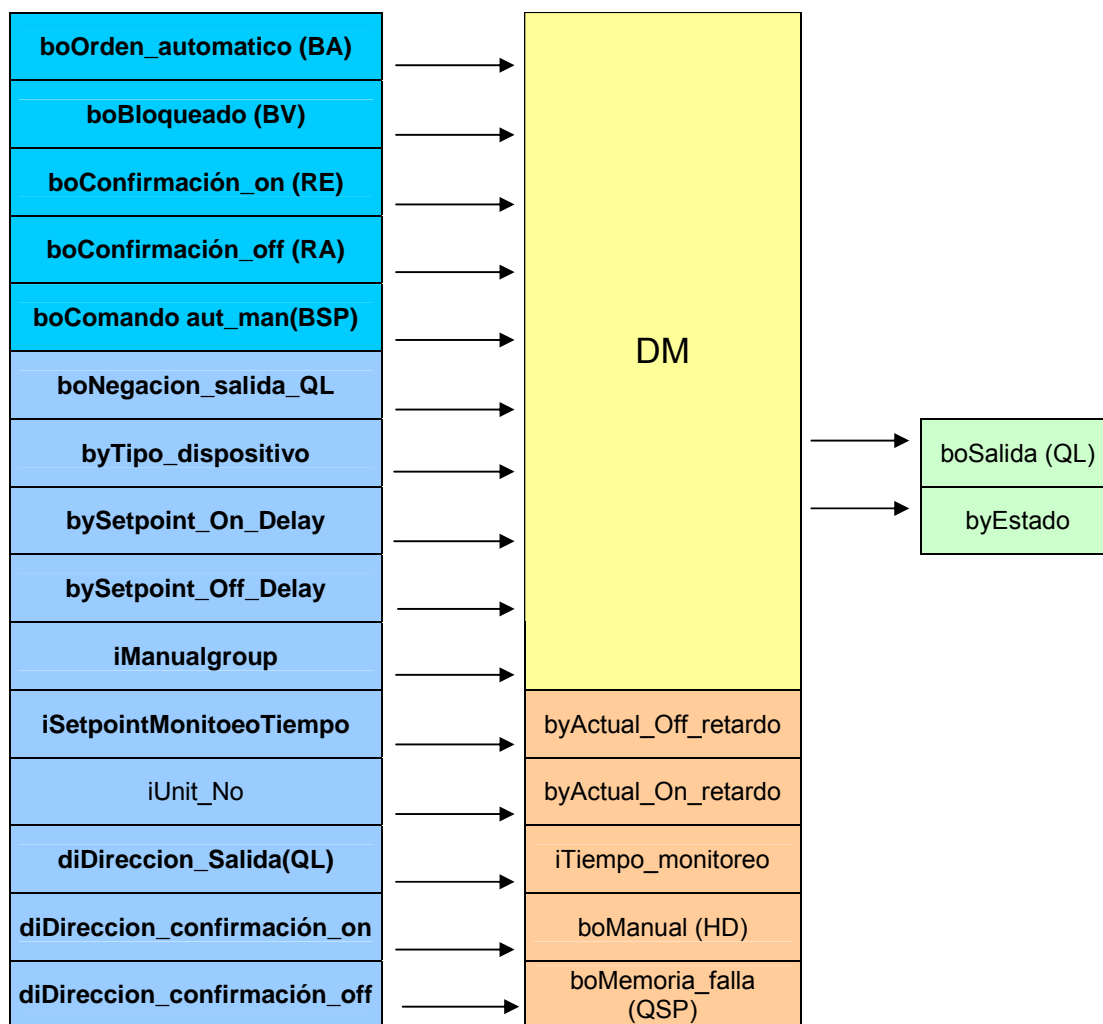 boOrden_automatico (BA)
boBloqueado (BV)
boConfirmación_on (RE)
boConfirmación_off (RA)
boComando aut_man(BSP)
boNegacion_salida_QL
byTipo_dispositivo
bySetpoint_On_Delay
bySetpoint_Off_Delay
iManualgroup
iSetpointMonitoeoTiempo
iUnit_No
diDireccion_Salida(QL)
diDireccion_confirmación_on
diDireccion_confirmación_off
DM
byActual_Off_retardo
byActual_On_retardo
iTiempo_monitoreo
boManual (HD)
boMemoria_falla
(QSP)
boSalida (QL)
byEstado